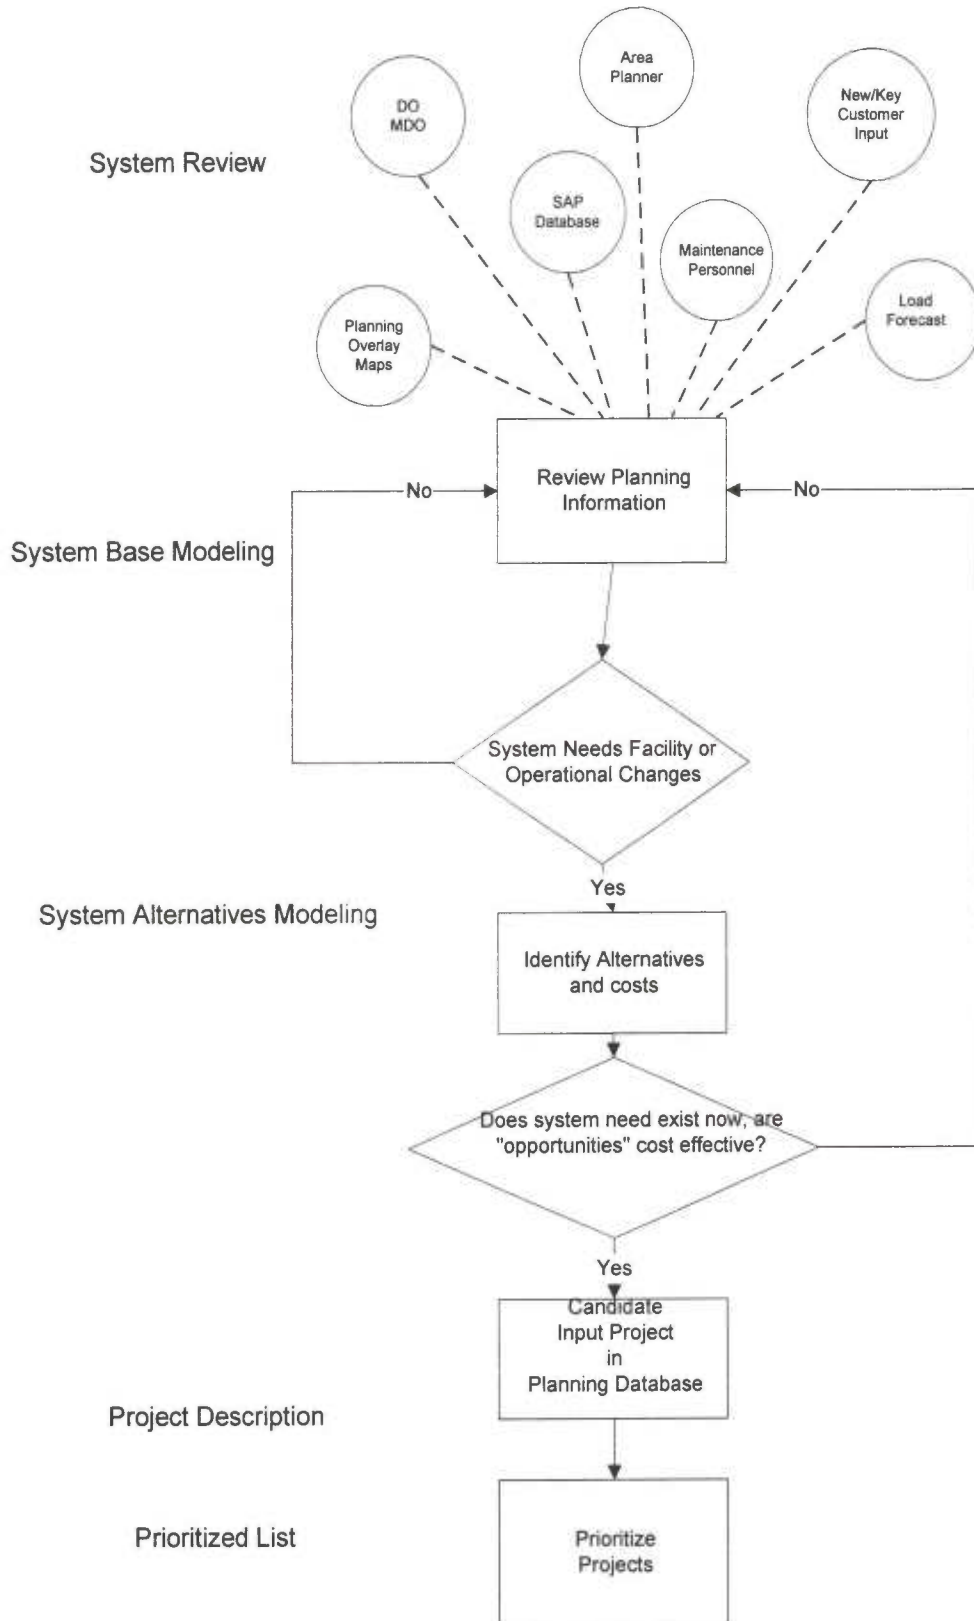 Area
Planner
DO
MDO
New/Key
Customer
Input
System Review
SAP
Database
Maintenance
Personnel
Load
Forecast
Planning
Overlay
Maps
Review Planning
Information
No
No
System Base Modeling
System Needs Facility or
Operational Changes
Yes
System Alternatives Modeling
Identify Alternatives
and costs
Does system need exist now, are
"opportunities" cost effective?
Yes
Candidate
Input Project
in
Planning Database
Project Description
Prioritized List
Prioritize
Projects